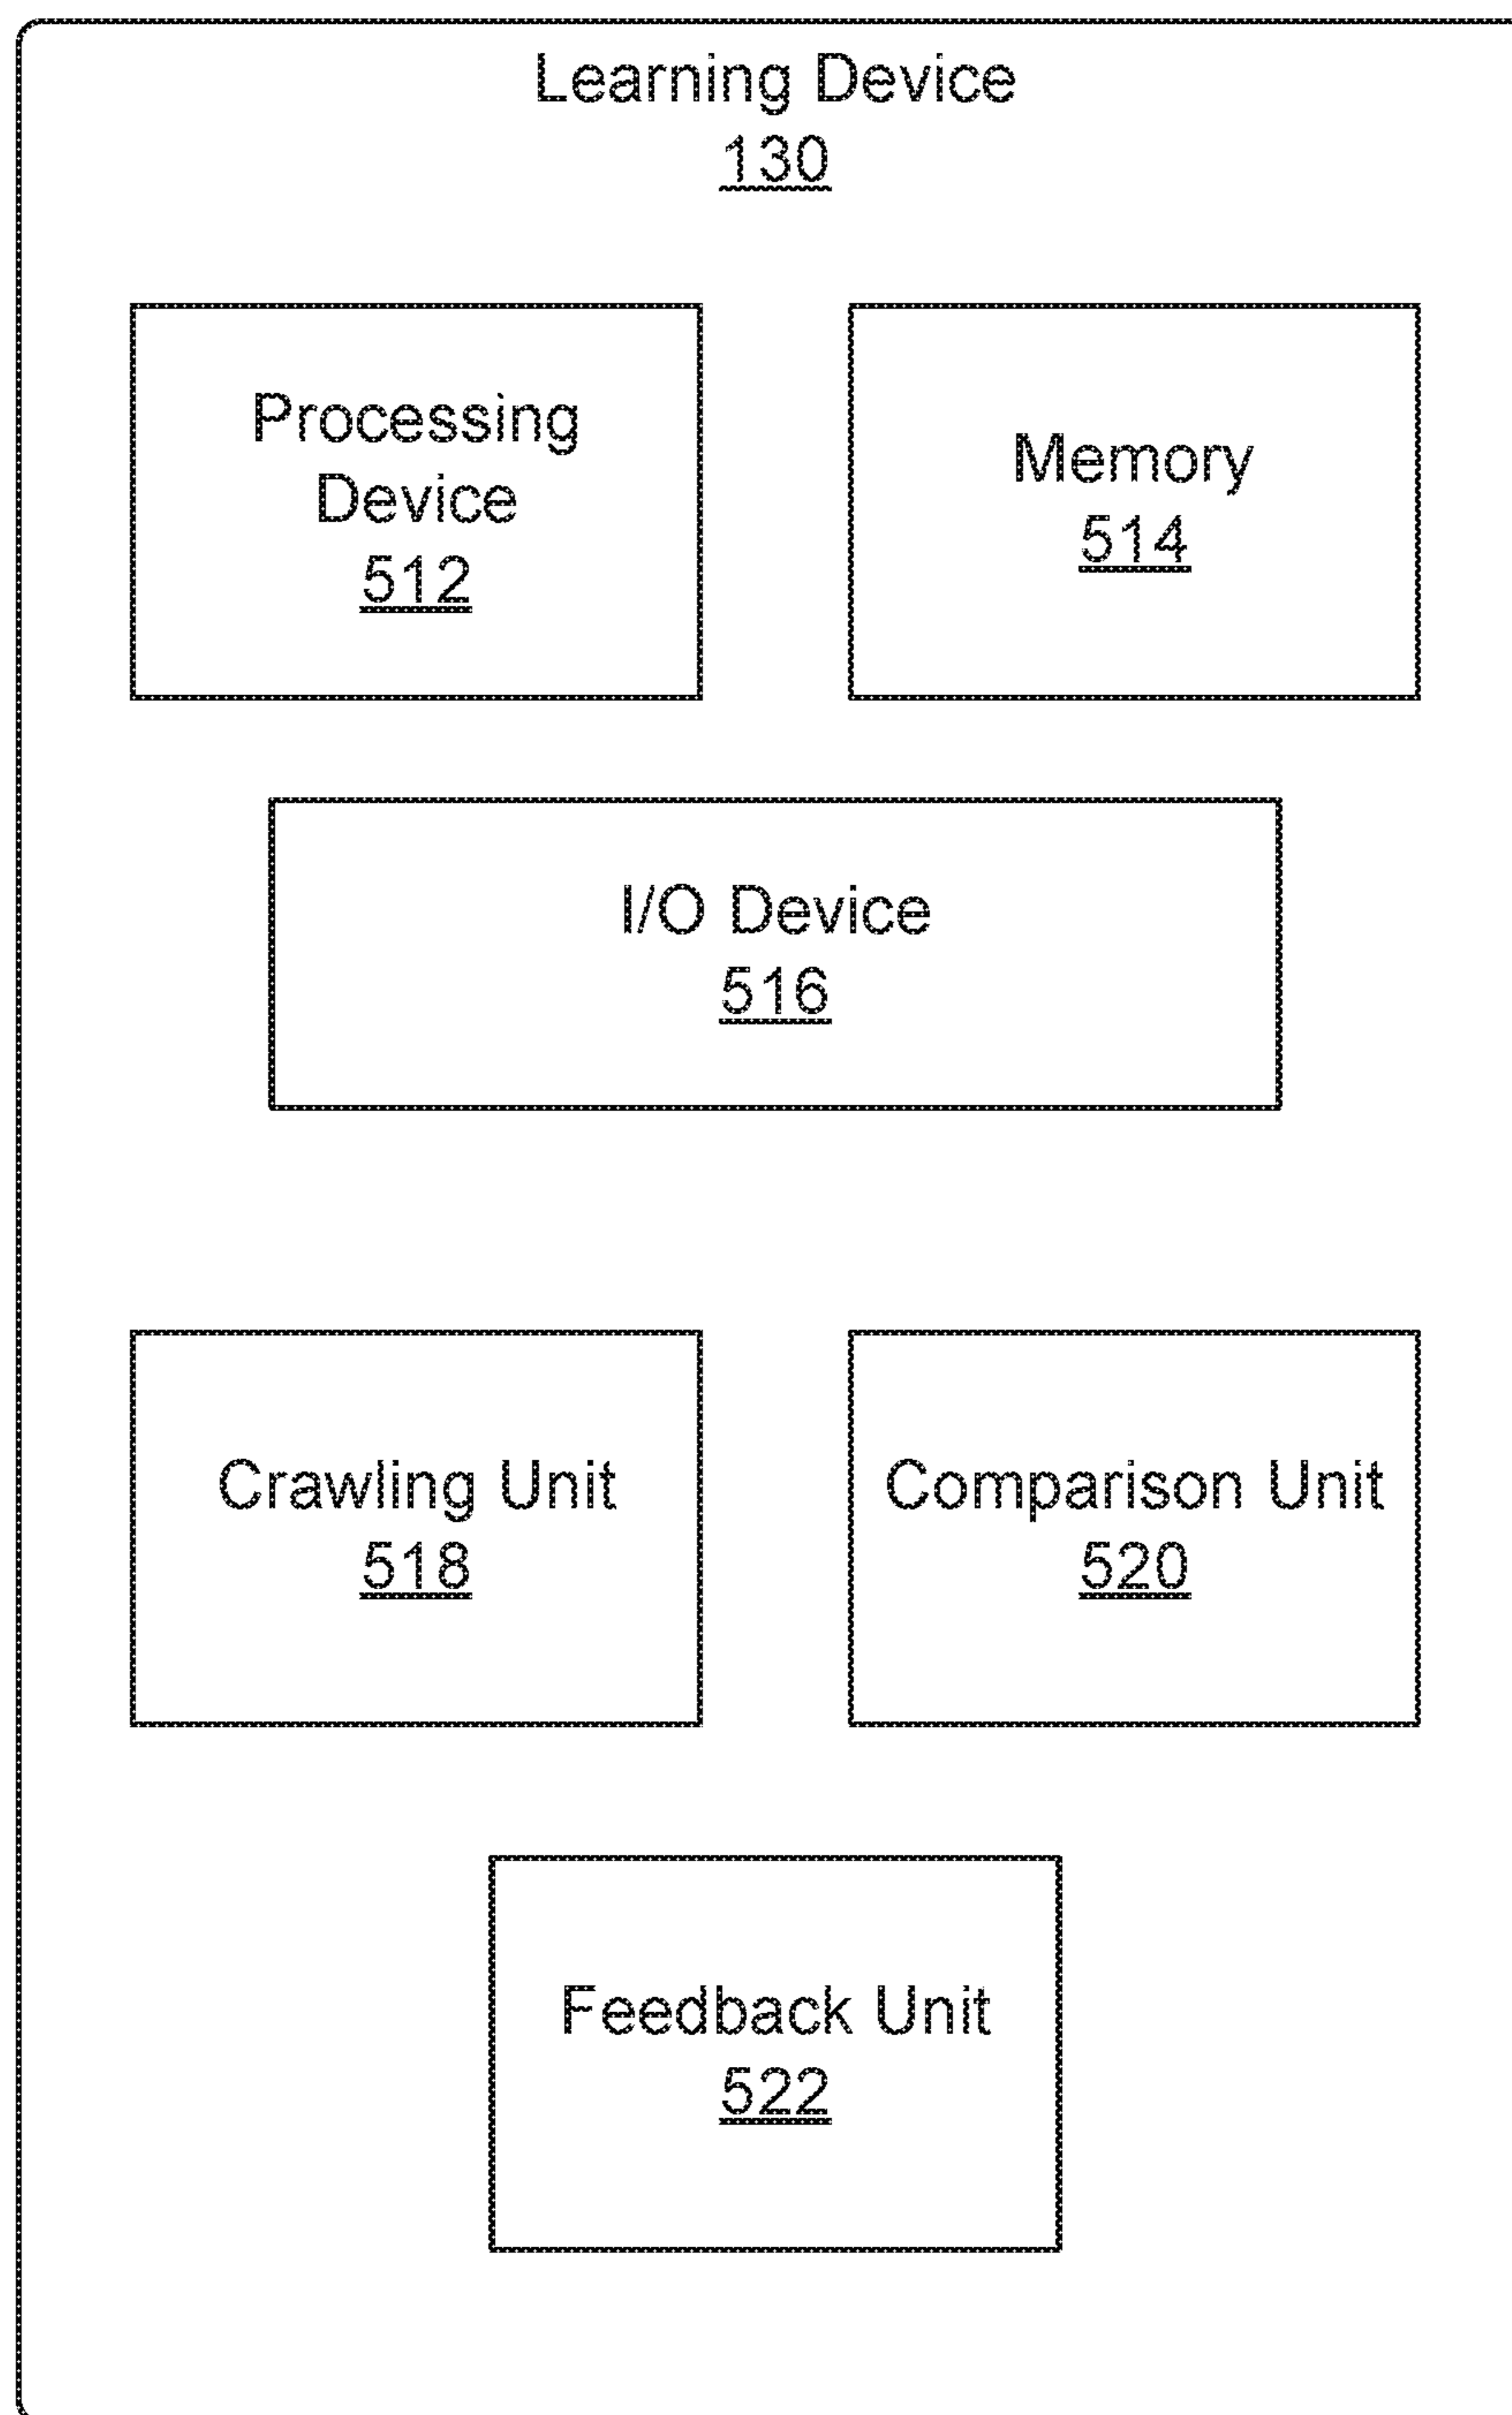 Learning Device
130
Processing
Device
512
Memory
514
I/O Device
516
Crawling Unit
518
Comparison Unit
520
Feedback Unit
522